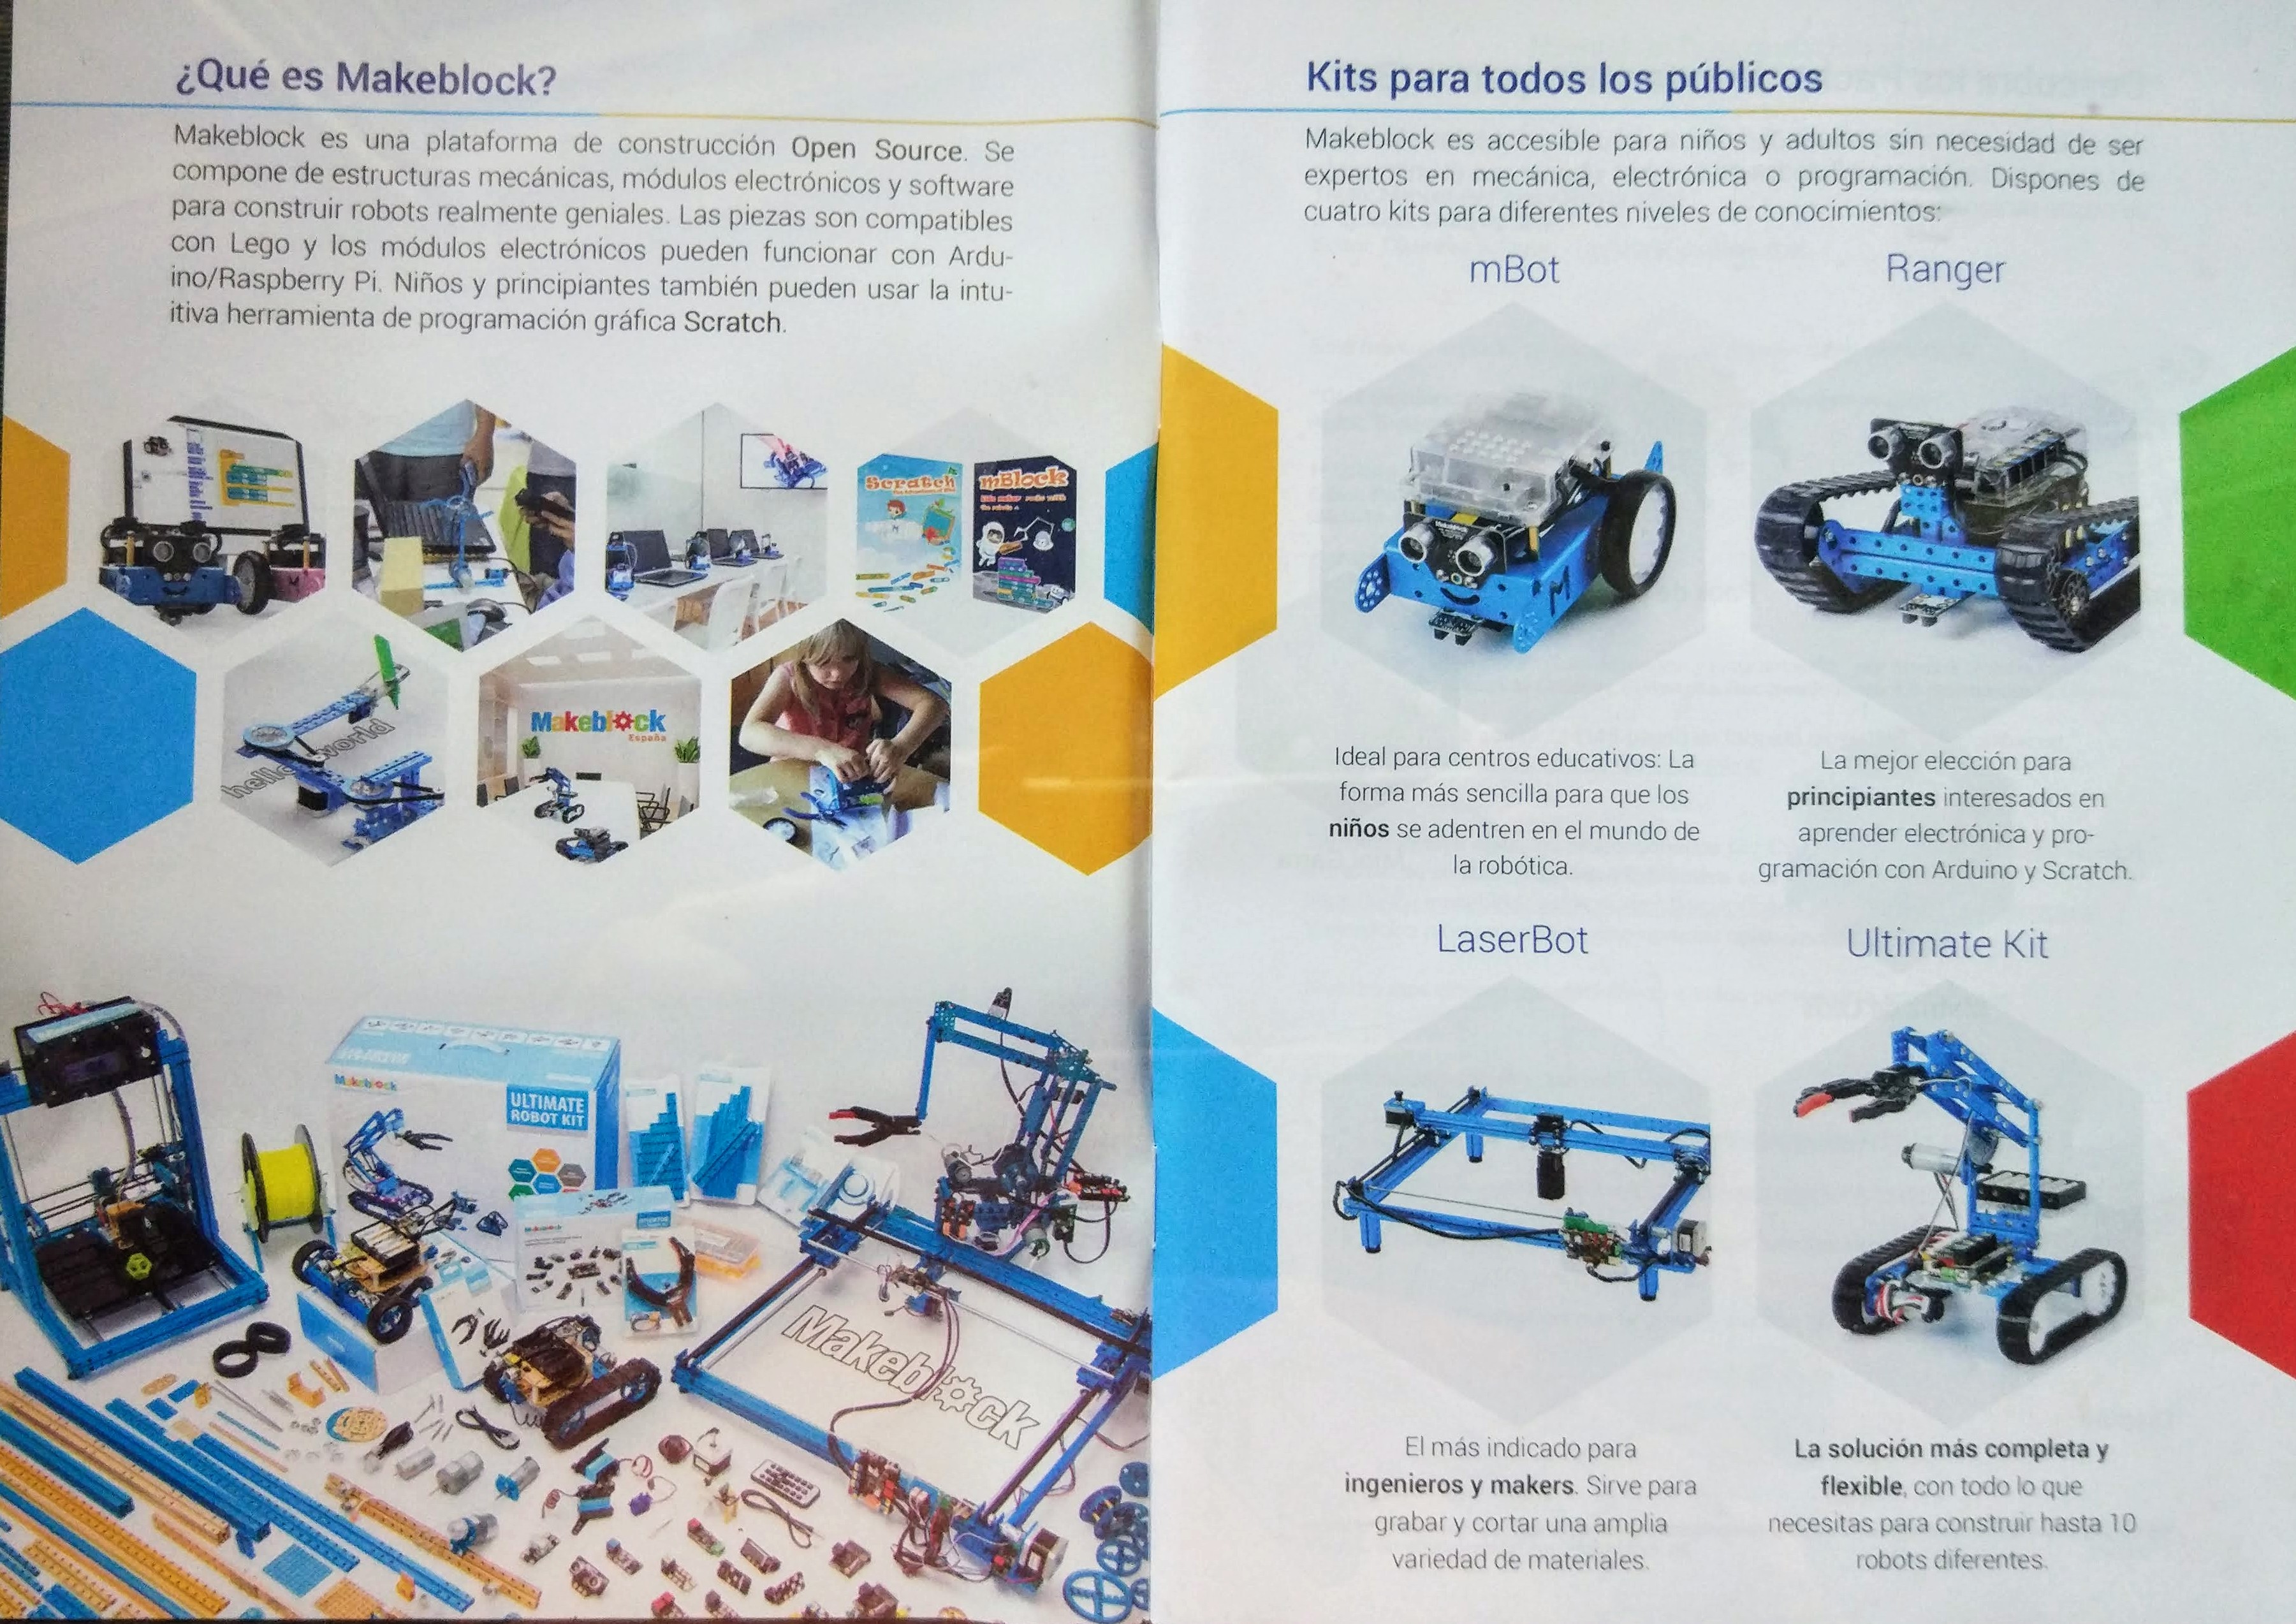 ¿Qué es Makeblock?
Makeblock es una plataforma de construcción Open Source. Se
compone de estructuras mecánicas, módulos electrónicos y software
para construir robots realmente geniales. Las piezas son compatibles
con Lego y los módulos electrónicos pueden funcionar con Ardu-
ino/Raspberry Pi. Niños y principiantes también pueden usar la intu-
itiva herramienta de programación gráfica Scratch.
Scratch
mBlock
hello world
Makeblock
España
Makeblock
ULTIMATE
ROBOT KIT
Makeblock
Kits para todos los públicos
Makeblock es accesible para niños y adultos sin necesidad de ser
expertos en mecánica, electrónica o programación. Dispones de
cuatro kits para diferentes niveles de conocimientos:
mBot
M
Ideal para centros educativos: La
forma más sencilla para que los
niños se adentren en el mundo de
la robótica.
Ranger
La mejor elección para
principiantes interesados en
aprender electrónica y pro-
gramación con Arduino y Scratch.
LaserBot
El más indicado para
ingenieros y makers. Sirve para
grabar y cortar una amplia
variedad de materiales.
Ultimate Kit
La solución más completa y
flexible, con todo lo que
necesitas para construir hasta 10
robots diferentes.